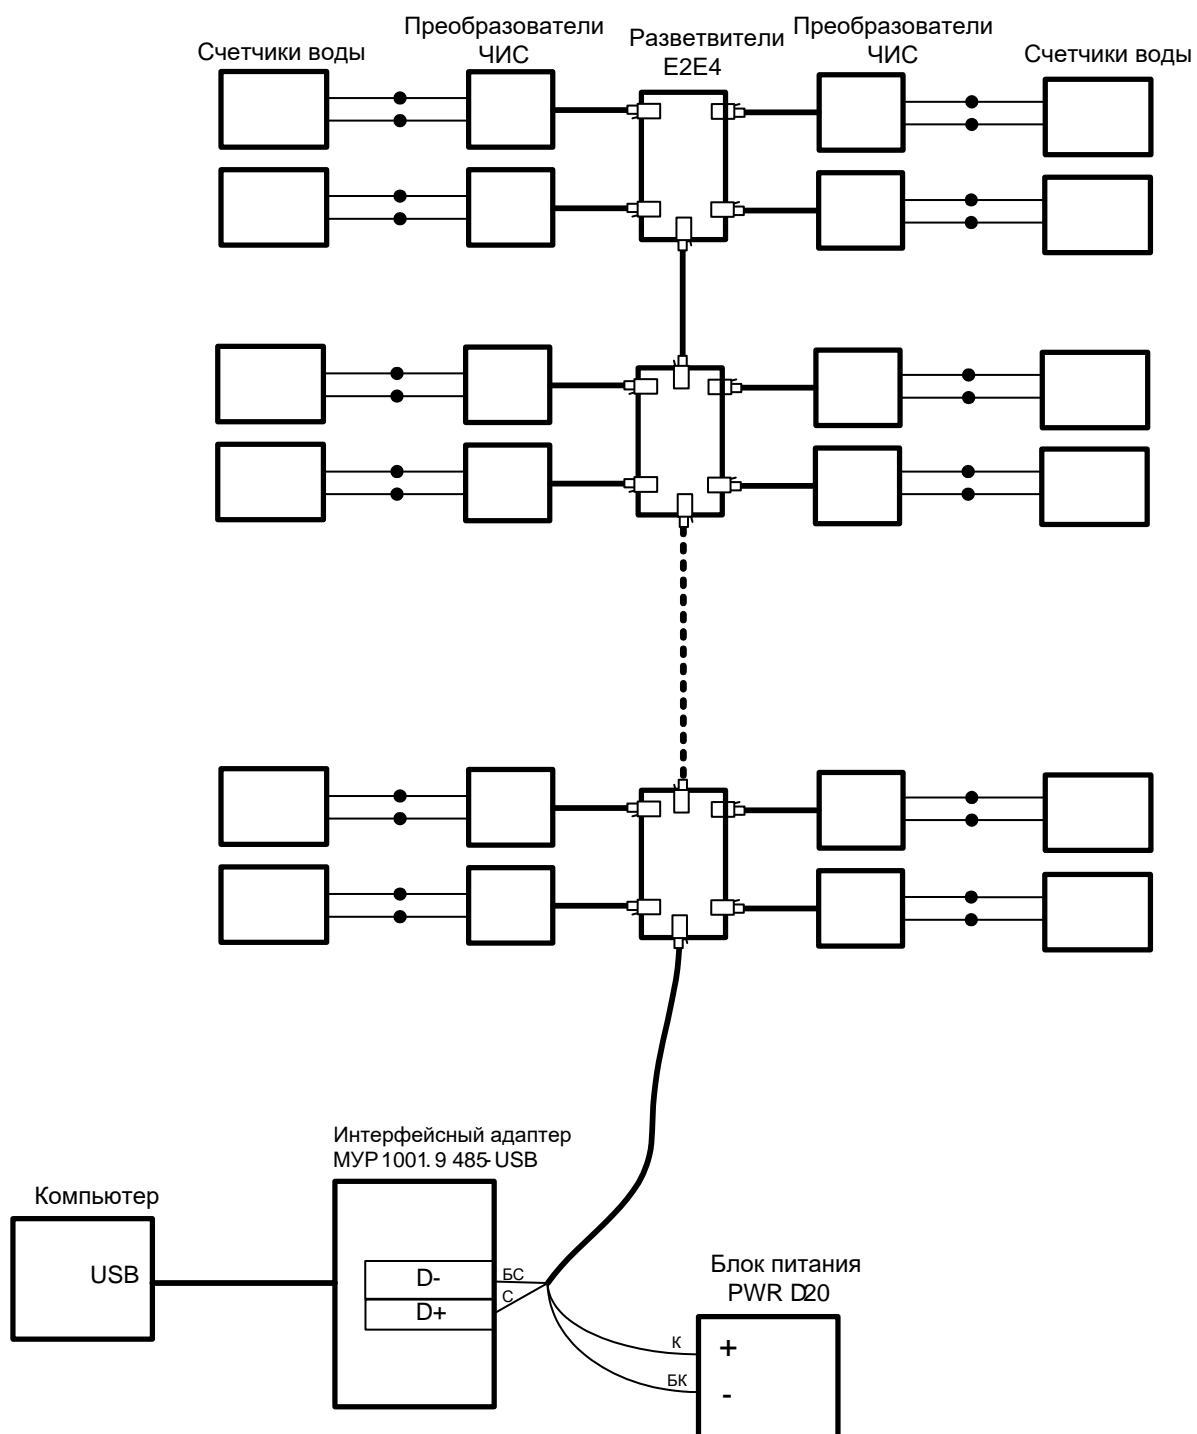 Счетчики воды
Преобразователи
ЧИС
Разветвители
E2E4
Преобразователи
ЧИС
Счетчики воды
Интерфейсный адаптер
МУР 1001. 9 485- USB
Компьютер
USB
D-
D+
БС
С
Блок питания
PWR D20
К
+
БК
-